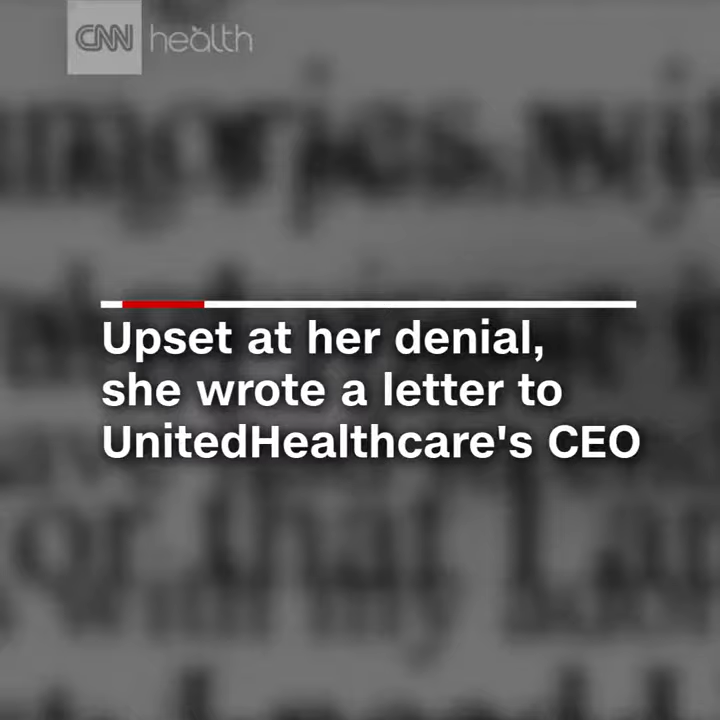 CNN health
Upset at her denial,
she wrote a letter to
UnitedHealthcare's CEO